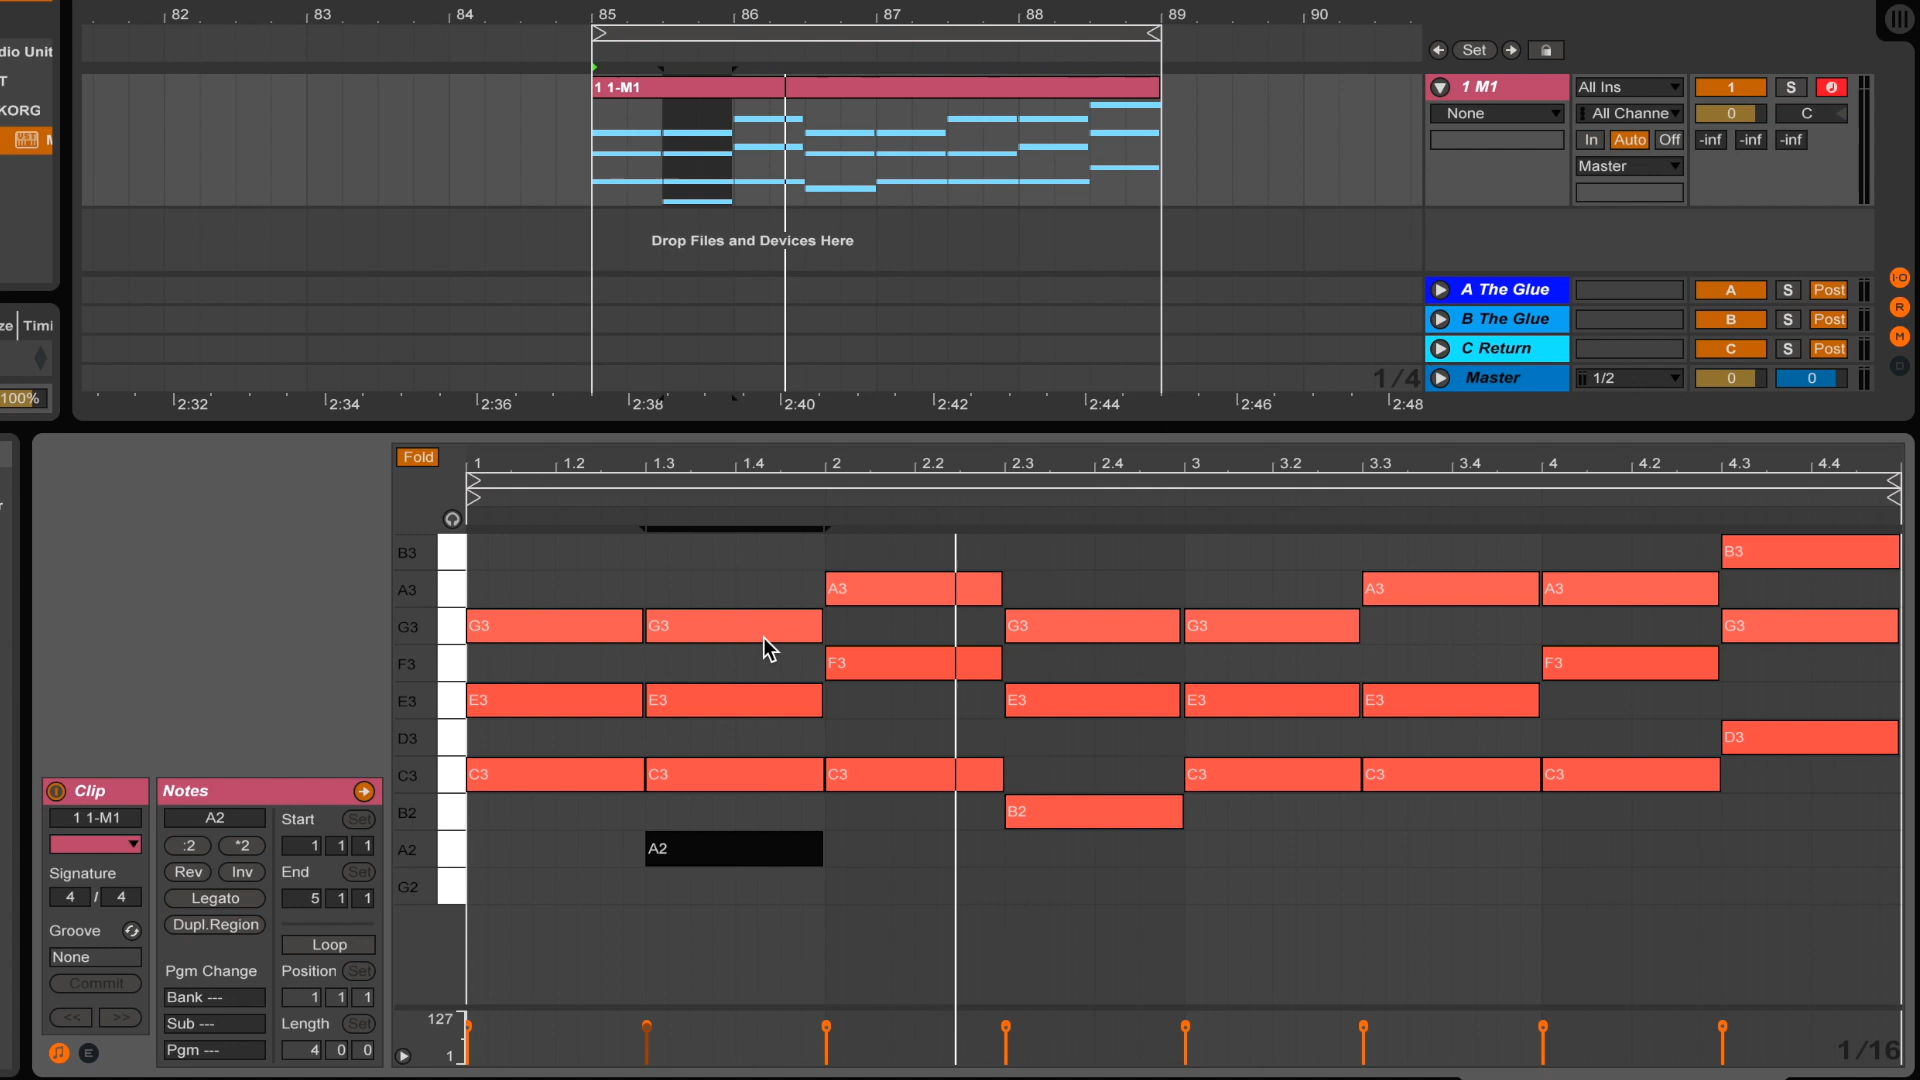 82 83 84 85 86 87 88 89 90
dio Unit
T
KORG
M
Set
1 1-M1
1 M1
All Ins
1
S
None
All Channe
0
C
In Auto Off
-inf -inf -inf
Master
Drop Files and Devices Here
A The Glue
A
S
Post
B The Glue
B
S
Post
C Return
C
S
Post
1/4
Master
1/2
0
0
I·O
R
M
D
ze Timi
100%
2:32 2:34 2:36 2:38 2:40 2:42 2:44 2:46 2:48
Fold
1 1.2 1.3 1.4 2 2.2 2.3 2.4 3 3.2 3.3 3.4 4 4.2 4.3 4.4
B3
B3
A3
A3 A3 A3
G3
G3 G3 G3 G3 G3
F3
F3 F3
E3
E3 E3 E3 E3 E3
D3
D3
C3
C3 C3 C3 C3 C3 C3
B2
B2
A2
A2
G2
127
1
1/16
Clip
1 1-M1
Signature
4 / 4
Groove
None
Commit
<< >>
E
Notes
A2
:2 *2
Rev Inv
Legato
Dupl.Region
Pgm Change
Bank ---
Sub ---
Pgm ---
Start Set
1 1 1
End Set
5 1 1
Loop
Position Set
1 1 1
Length Set
4 0 0